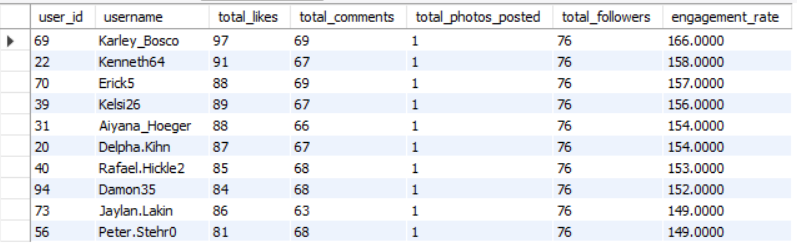 user_id username total_likes total_comments total_photos_posted total_followers engagement_rate
69 Karley_Bosco 97 69 1 76 166.0000
22 Kenneth64 91 67 1 76 158.0000
70 Erick5 88 69 1 76 157.0000
39 Kelsi26 89 67 1 76 156.0000
31 Aiyana_Hoeger 88 66 1 76 154.0000
20 Delpha.Kihn 87 67 1 76 154.0000
40 Rafael.Hickle2 85 68 1 76 153.0000
94 Damon35 84 68 1 76 152.0000
73 Jaylan.Lakin 86 63 1 76 149.0000
56 Peter.Stehr0 81 68 1 76 149.0000